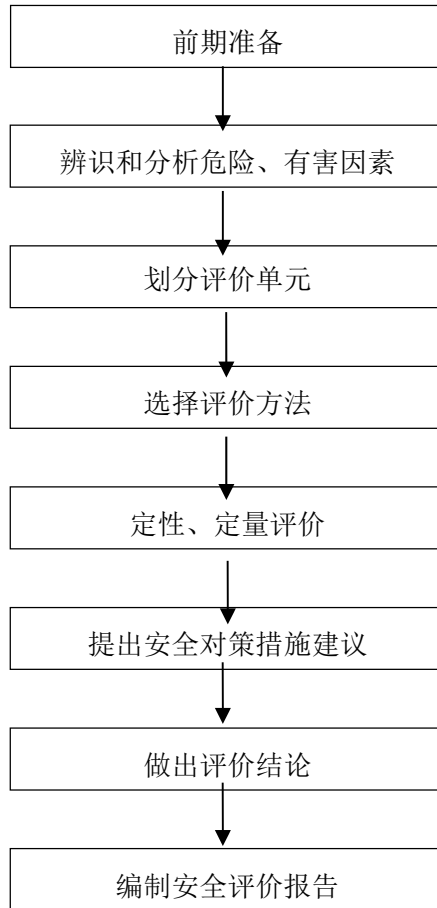 前期准备
辨识和分析危险、有害因素
划分评价单元
选择评价方法
定性、定量评价
提出安全对策措施建议
做出评价结论
编制安全评价报告